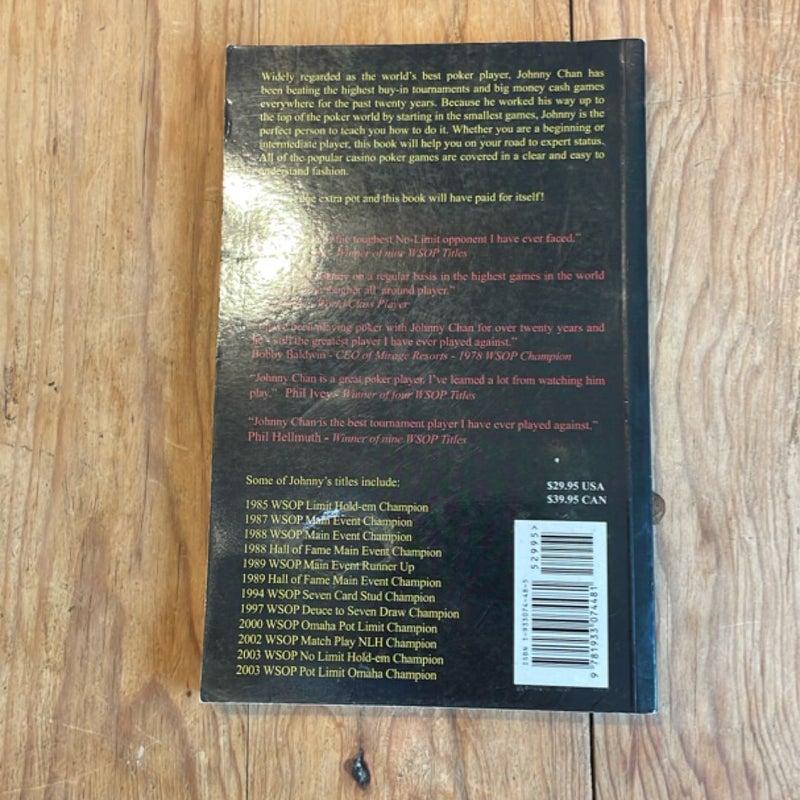 Widely regarded as the world's best poker player, Johnny Chan has
been beating the highest buy-in tournaments and big money cash games
everywhere for the past twenty years. Because he worked his way up to
the top of the poker world by starting in the smallest games, Johnny is the
perfect person to teach you how to do it. Whether you are a beginning or
intermediate player, this book will help you on your road to expert status.
All of the popular casino poker games are covered in a clear and easy to
understand fashion.
one extra pot and this book will have paid for itself!
the toughest No-Limit opponent I have ever faced."
Winner of nine WSOP Titles
on a regular basis in the highest games in the world
all around player."
World Class Player
been playing poker with Johnny Chan for over twenty years and
still the greatest player I have ever played against."
Bobby Baldwin - CEO of Mirage Resorts - 1978 WSOP Champion
"Johnny Chan is a great poker player, I've learned a lot from watching him
play." Phil Ivey - Winner of four WSOP Titles
"Johnny Chan is the best tournament player I have ever played against."
Phil Hellmuth - Winner of nine WSOP Titles
Some of Johnny's titles include:
1985 WSOP Limit Hold-em Champion
1987 WSOP Main Event Champion
1988 WSOP Main Event Champion
1988 Hall of Fame Main Event Champion
1989 WSOP Main Event Runner Up
1989 Hall of Fame Main Event Champion
1994 WSOP Seven Card Stud Champion
1997 WSOP Deuce to Seven Draw Champion
2000 WSOP Omaha Pot Limit Champion
2002 WSOP Match Play NLH Champion
2003 WSOP No Limit Hold-em Champion
2003 WSOP Pot Limit Omaha Champion
$29.95 USA
$39.95 CAN
52995>
ISBN 1-933074-48-5
9 781933 074481